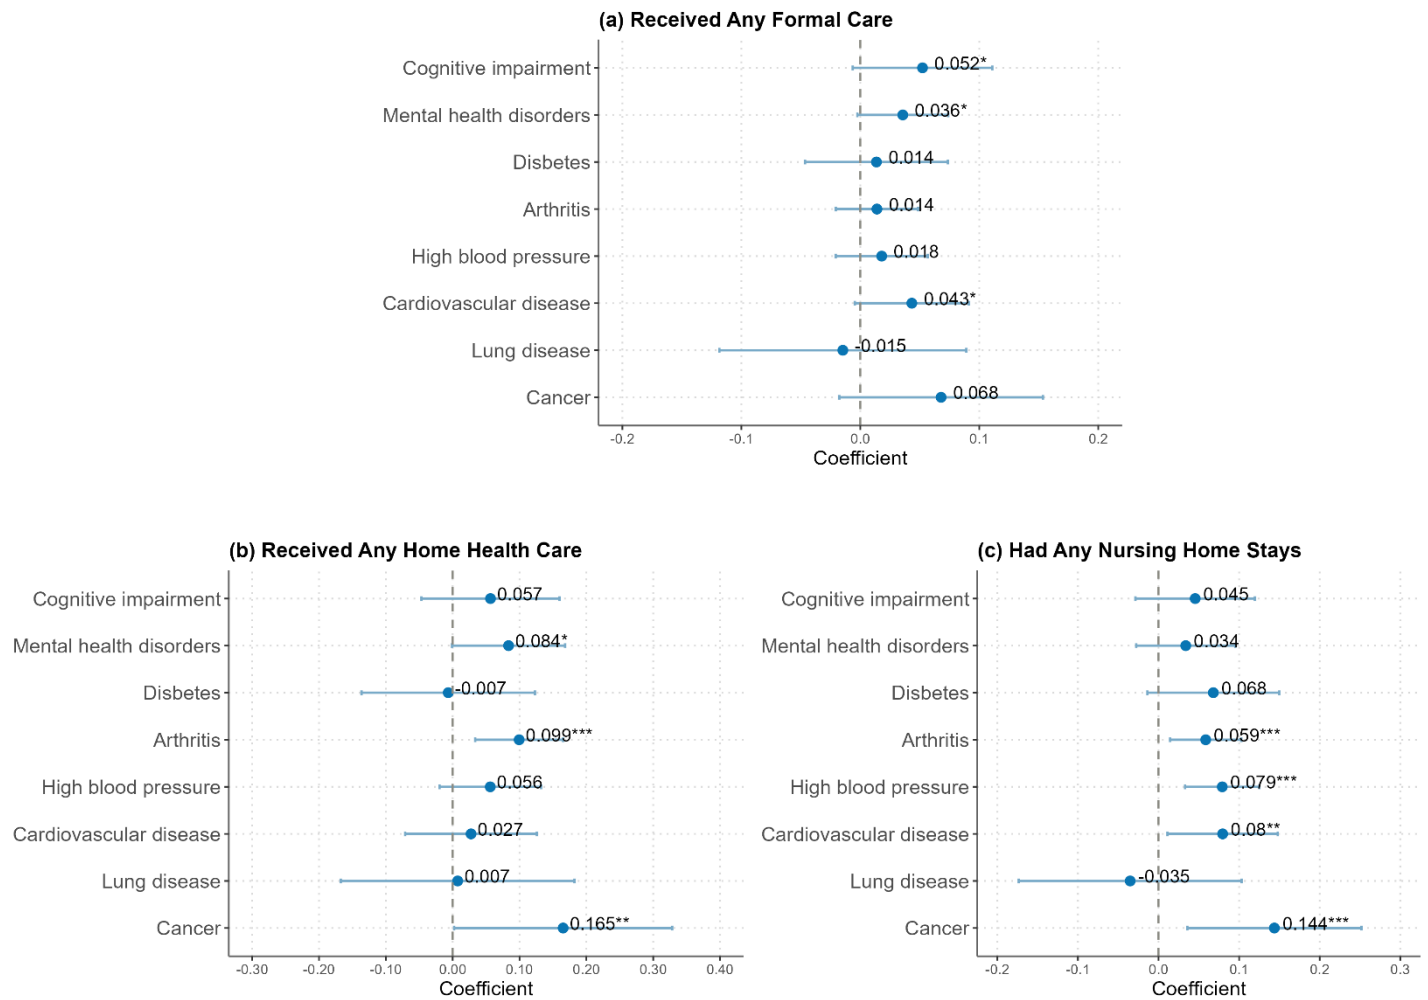 (a) Received Any Formal Care
Cognitive impairment 0.052*
Mental health disorders 0.036*
Disbetes 0.014
Arthritis 0.014
High blood pressure 0.018
Cardiovascular disease 0.043*
Lung disease -0.015
Cancer 0.068
-0.2 -0.1 0.0 0.1 0.2
Coefficient
(b) Received Any Home Health Care
Cognitive impairment 0.057
Mental health disorders 0.084*
Disbetes -0.007
Arthritis 0.099***
High blood pressure 0.056
Cardiovascular disease 0.027
Lung disease 0.007
Cancer 0.165**
-0.30 -0.20 -0.10 0.00 0.10 0.20 0.30 0.40
Coefficient
(c) Had Any Nursing Home Stays
Cognitive impairment 0.045
Mental health disorders 0.034
Disbetes 0.068
Arthritis 0.059***
High blood pressure 0.079***
Cardiovascular disease 0.08**
Lung disease -0.035
Cancer 0.144***
-0.2 -0.1 0.0 0.1 0.2 0.3
Coefficient